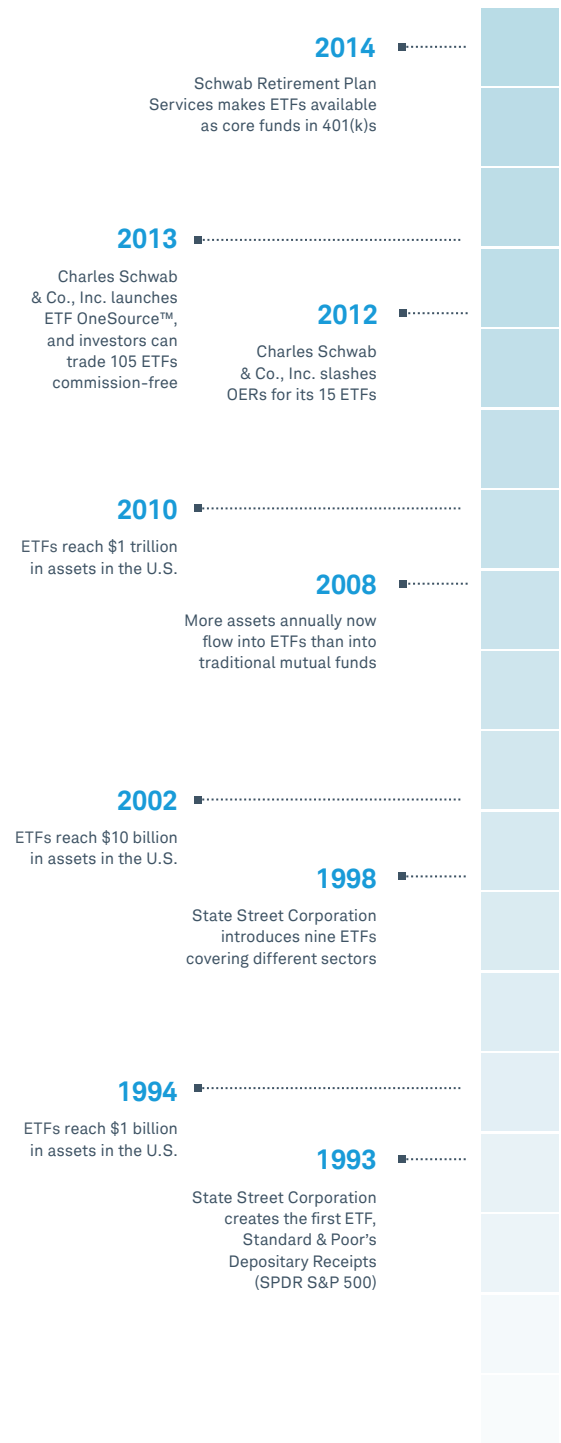 2014
Schwab Retirement Plan
Services makes ETFs available
as core funds in 401(k)s
2013
Charles Schwab
& Co., Inc. launches
ETF OneSource™,
and investors can
trade 105 ETFs
commission-free
2012
Charles Schwab
& Co., Inc. slashes
OERs for its 15 ETFs
2010
ETFs reach $1 trillion
in assets in the U.S.
2008
More assets annually now
flow into ETFs than into
traditional mutual funds
2002
ETFs reach $10 billion
in assets in the U.S.
1998
State Street Corporation
introduces nine ETFs
covering different sectors
1994
ETFs reach $1 billion
in assets in the U.S.
1993
State Street Corporation
creates the first ETF,
Standard & Poor’s
Depositary Receipts
(SPDR S&P 500)